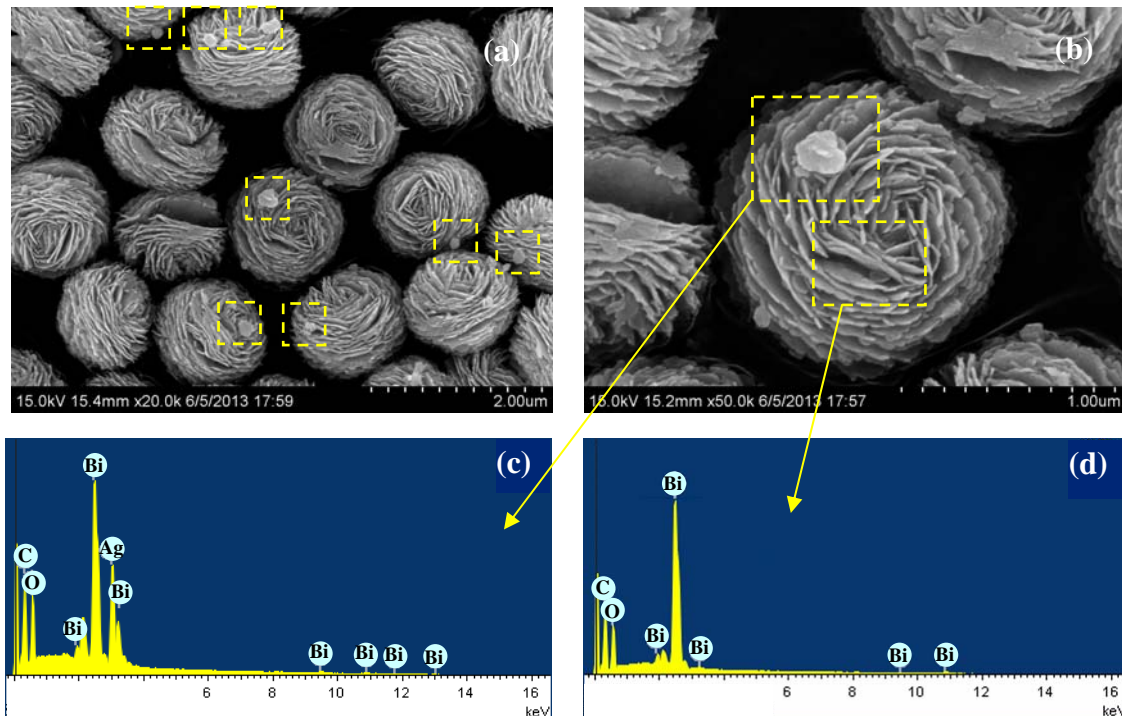 (a)
15.0kV 15.4mm x20.0k 6/5/2013 17:59 2.00um
(b)
15.0kV 15.2mm x50.0k 6/5/2013 17:57 1.00um
(c)
Bi
C
Ag
O
Bi
Bi
Bi
Bi
Bi
Bi
6 8 10 12 14 16
keV
(d)
Bi
C
O
Bi
Bi
Bi
Bi
6 8 10 12 14 16
keV